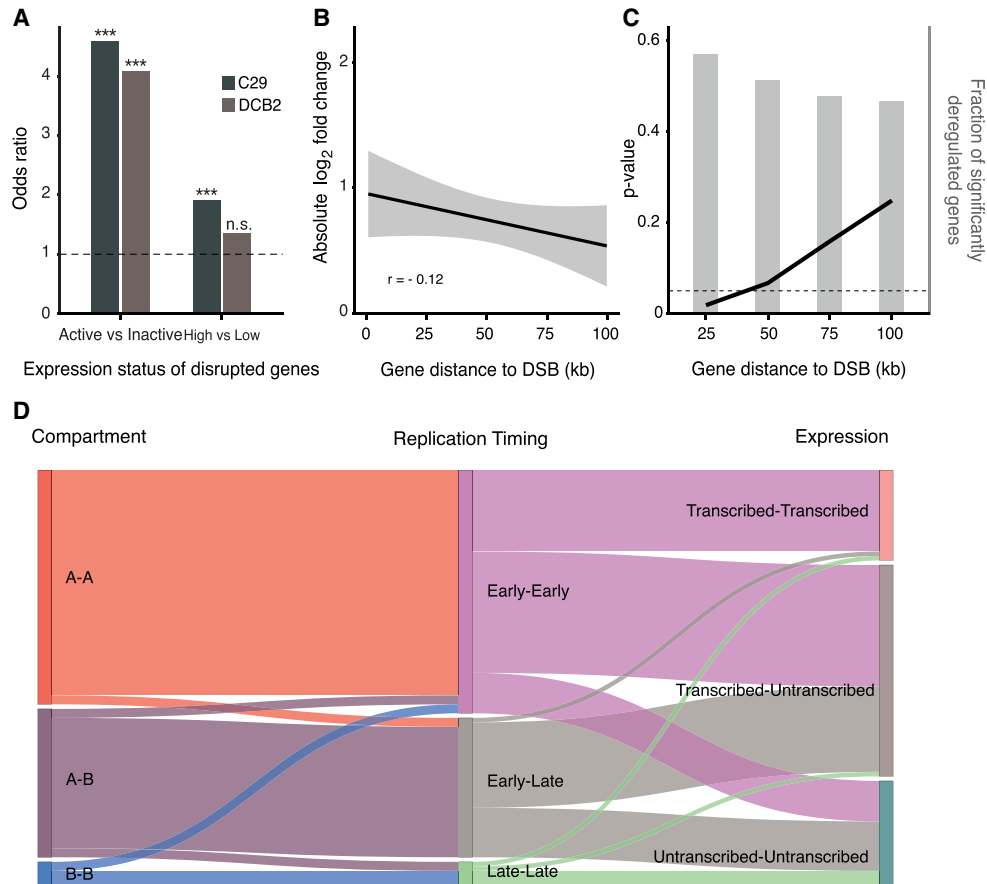 A
Odds ratio
4
3
2
1
0
***
***
***
n.s.
C29
DCB2
Active vs Inactive
High vs Low
Expression status of disrupted genes
B
Absolute log2 fold change
2
1
0
r = - 0.12
0
25
50
75
100
Gene distance to DSB (kb)
C
p-value
0.6
0.4
0.2
0
25
50
75
100
Gene distance to DSB (kb)
Fraction of significantly
deregulated genes
D
Compartment
Replication Timing
Expression
A-A
A-B
B-B
Early-Early
Early-Late
Late-Late
Transcribed-Transcribed
Transcribed-Untranscribed
Untranscribed-Untranscribed